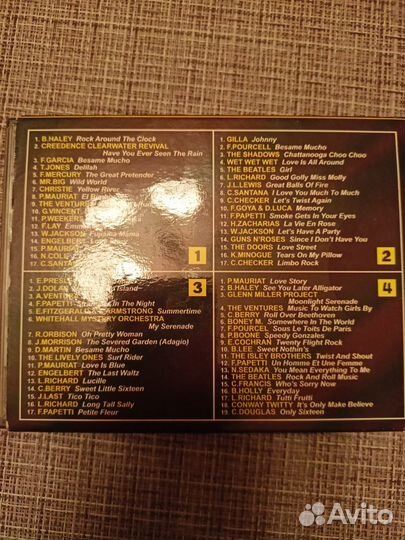 1. B.HALEY Rock Around The Clock
2. CREEDENCE CLEARWATER REVIVAL
Have You Ever Seen The Rain
3. F.GARCIA Besame Mucho
4. T.JONES Delilah
5. F.MERCURY The Great Pretender
6. MR.BIG Wild World
7. CHRISTIE Yellow River
8. P.MAURIAT El
9. THE VENTURES
10. G.VINCENT
11. P.WEEKERT
12. F.LAY
13. W.JACKSON Fujiyama Mama
14. ENGELBERT
15. P.MAURIAT
16. N.COLE
17. C.SANTANA
1
1. GILLA Johnny
2. F.POURCELL Besame Mucho
3. THE SHADOWS Chattanooga Choo Choo
4. WET WET WET Love Is All Around
5. THE BEATLES Girl
6. L.RICHARD Good Golly Miss Molly
7. J.L.LEWIS Great Balls Of Fire
8. C.SANTANA I Love You Much To Much
9. C.CHECKER Let's Twist Again
10. F.GOYA & D.LUCA Memory
11. F.PAPETTI Smoke Gets In Your Eyes
12. H.ZACHARIAS La Vie En Rose
13. W.JACKSON Let's Have A Party
14. GUNS N'ROSES Since I Don't Have You
15. THE DOORS Love Street
16. K.MINOGUE Tears On My Pillow
17. C.CHECKER Limbo Rock
2
1. E.PRESLEY
2. J.DOLAN Island
3. A.VENTURA
4. F.PAPETTI In The Night
5. E.FITZGERALD & L.ARMSTRONG Summertime
6. WHITEHALL MYSTERY ORCHESTRA
My Serenade
7. R.ORBISON Oh Pretty Woman
8. J.MORRISON The Severed Garden (Adagio)
9. D.MARTIN Besame Mucho
10. THE LIVELY ONES Surf Rider
11. P.MAURIAT Love Is Blue
12. ENGELBERT The Last Waltz
13. L.RICHARD Lucille
14. C.BERRY Sweet Little Sixteen
15. J.LAST Tico Tico
16. L.RICHARD Long Tall Sally
17. F.PAPETTI Petite Fleur
3
1. P.MAURIAT Love Story
2. B.HALEY See You Later Alligator
3. GLENN MILLER PROJECT
Moonlight Serenade
4. THE VENTURES Music To Watch Girls By
5. C.BERRY Roll Over Beethoven
6. BONEY M. Somewhere In The World
7. F.POURCEL Sous Le Toits De Paris
8. P.BOONE Speedy Gonzales
9. E.COCHRAN Twenty Flight Rock
10. B.LEE Sweet Nothin's
11. THE ISLEY BROTHERS Twist And Shout
12. F.PAPETTI Un Homme Et Une Femme
13. N.SEDAKA You Mean Everything To Me
14. THE BEATLES Rock And Roll Music
15. C.FRANCIS Who's Sorry Now
16. B.HOLLY Everyday
17. L.RICHARD Tutti Frutti
18. CONWAY TWITTY It's Only Make Believe
19. C.DOUGLAS Only Sixteen
4
Avito